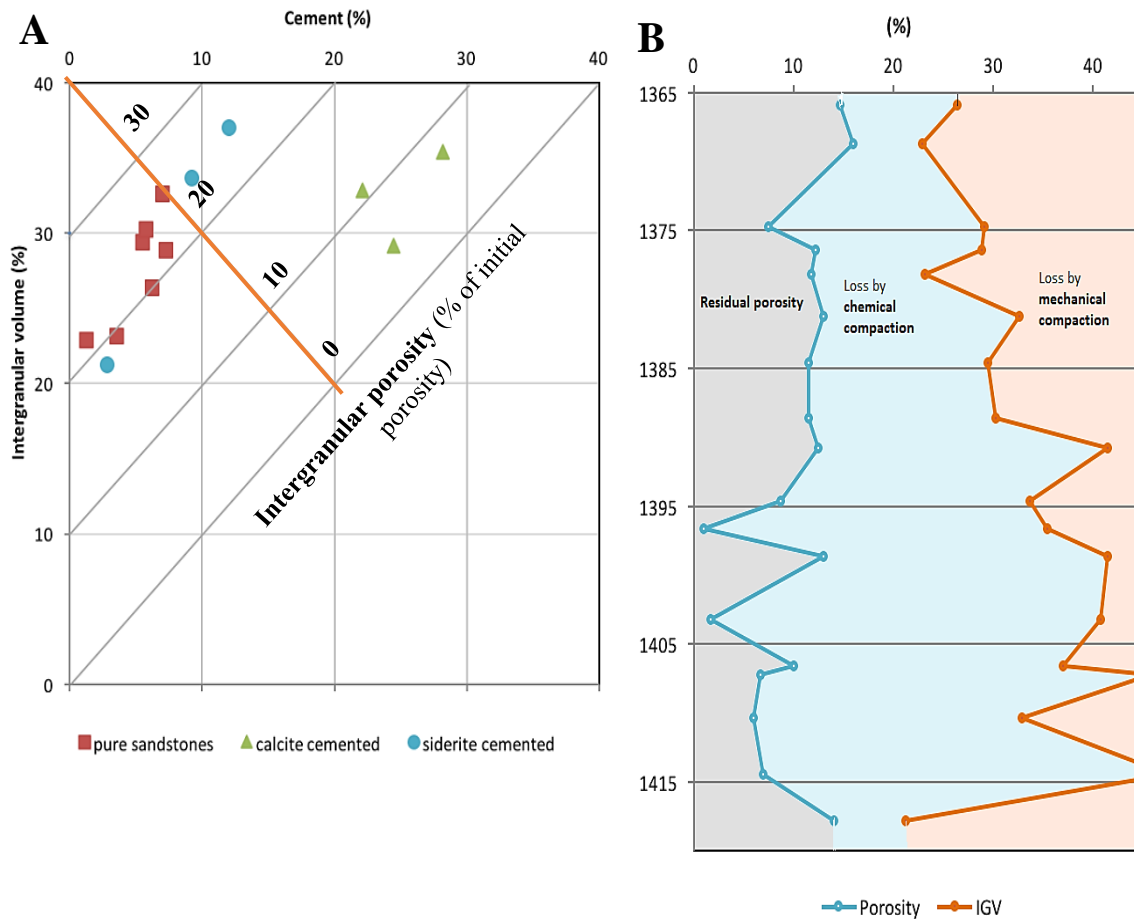 A
Cement (%)
0 10 20 30 40
40
30
20
10
0
Intergranular volume (%)
30
20
10
0
Intergranular porosity (% of initial
porosity)
pure sandstones calcite cemented siderite cemented
B
(%)
0 10 20 30 40
1365
1375
1385
1395
1405
1415
Residual porosity
Loss by
chemical
compaction
Loss by
mechanical
compaction
Porosity IGV